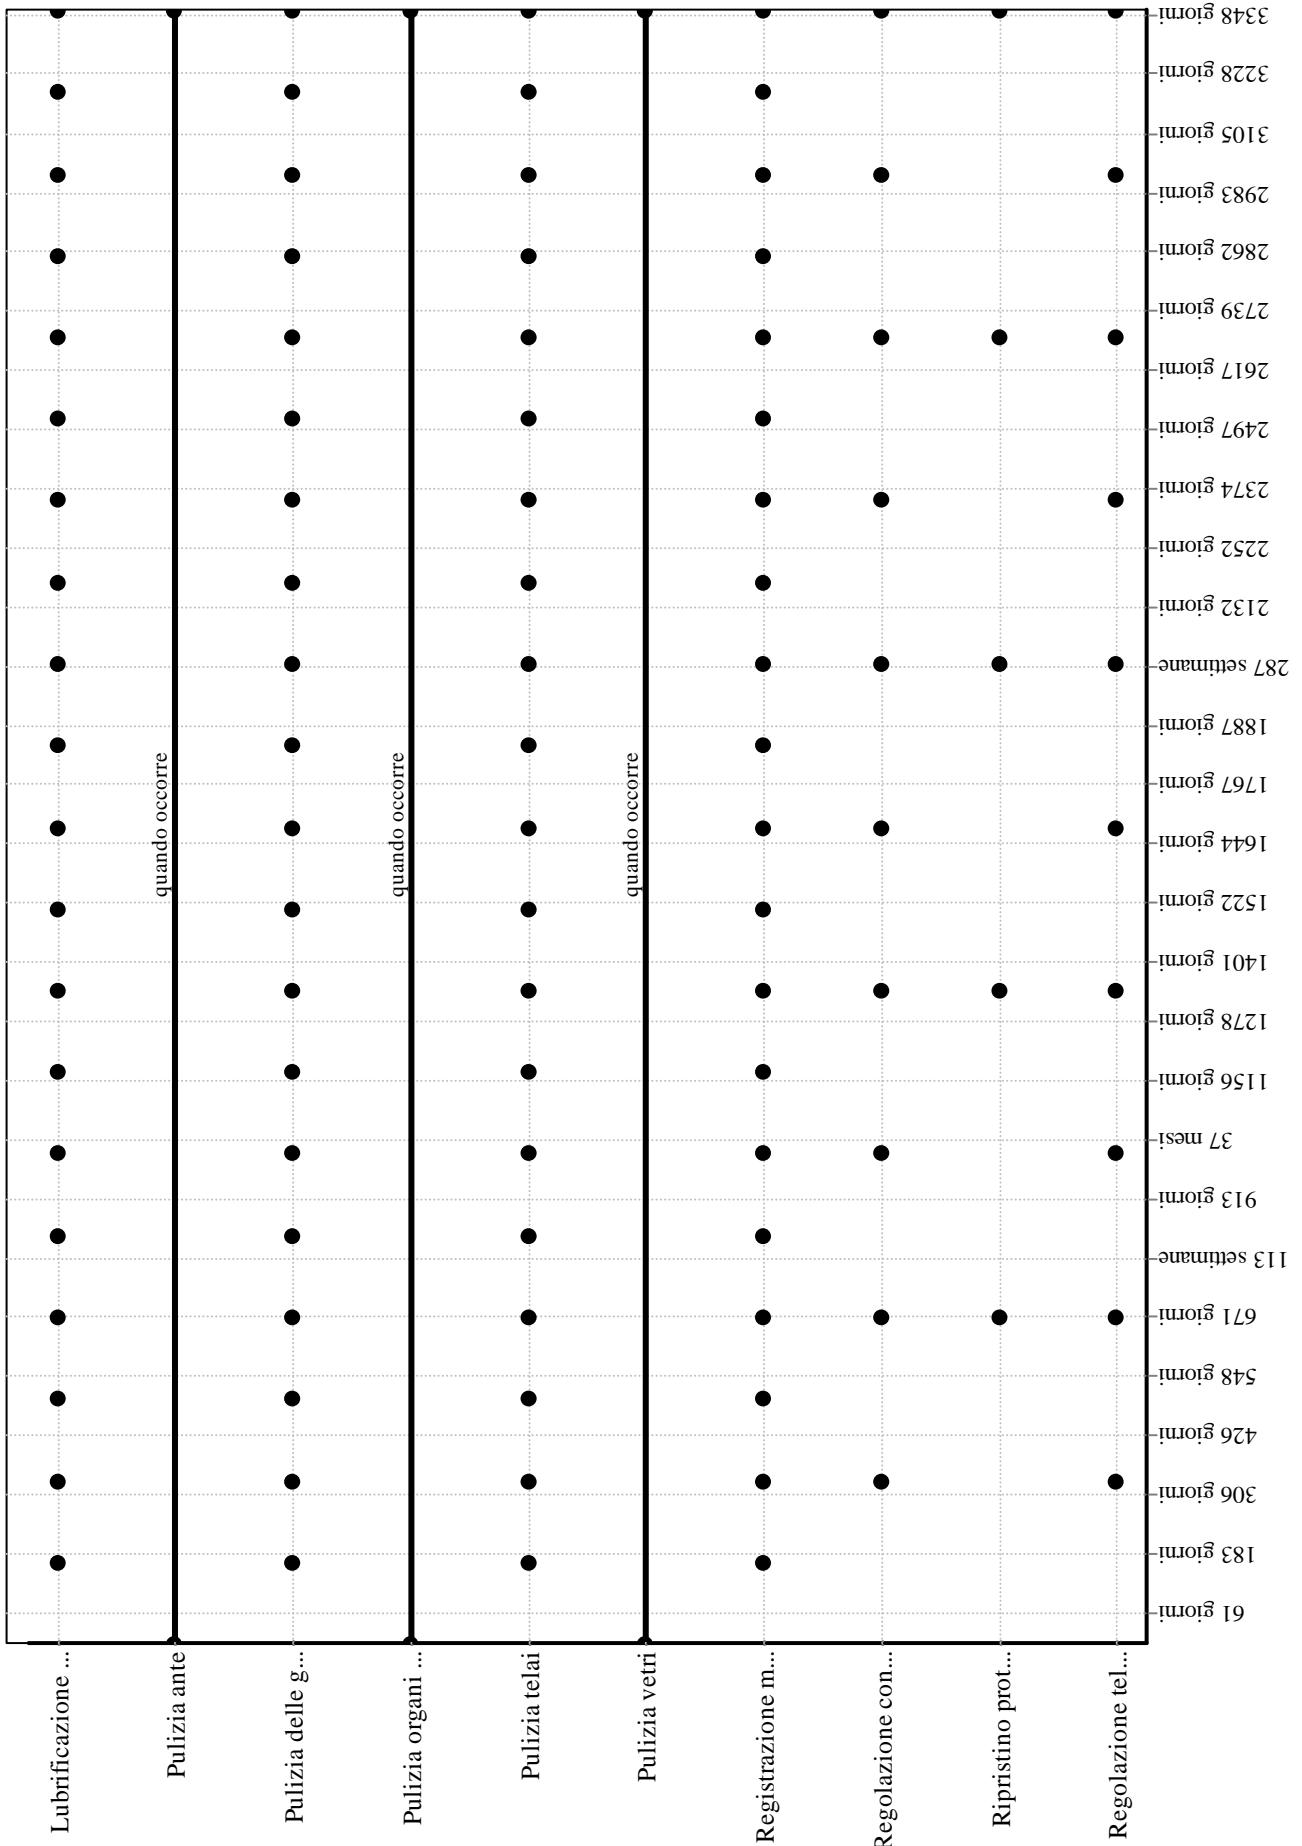 3348 giorni
3228 giorni
3105 giorni
2983 giorni
2862 giorni
2739 giorni
2617 giorni
2497 giorni
2374 giorni
2252 giorni
2132 giorni
287 settimane
1887 giorni
1767 giorni
1644 giorni
1522 giorni
1401 giorni
1278 giorni
1156 giorni
37 mesi
913 giorni
113 settimane
671 giorni
548 giorni
426 giorni
306 giorni
183 giorni
61 giorni
quando occorre
quando occorre
quando occorre
Lubrificazione ...
Pulizia ante
Pulizia delle g...
Pulizia organi ...
Pulizia telai
Pulizia vetri
Registrazione m...
Regolazione con...
Ripristino prot...
Regolazione tel...